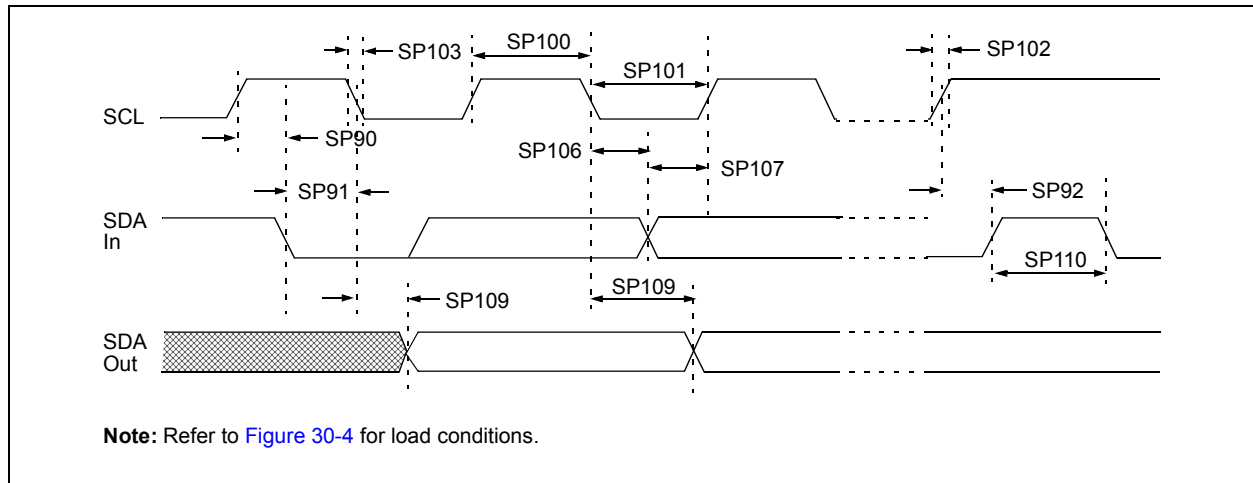 SP103
SP100
SP102
SP101
SCL
SP90
SP106
SP107
SP91
SP92
SDA
In
SP110
SP109
SP109
SDA
Out
Note: Refer to Figure 30-4 for load conditions.